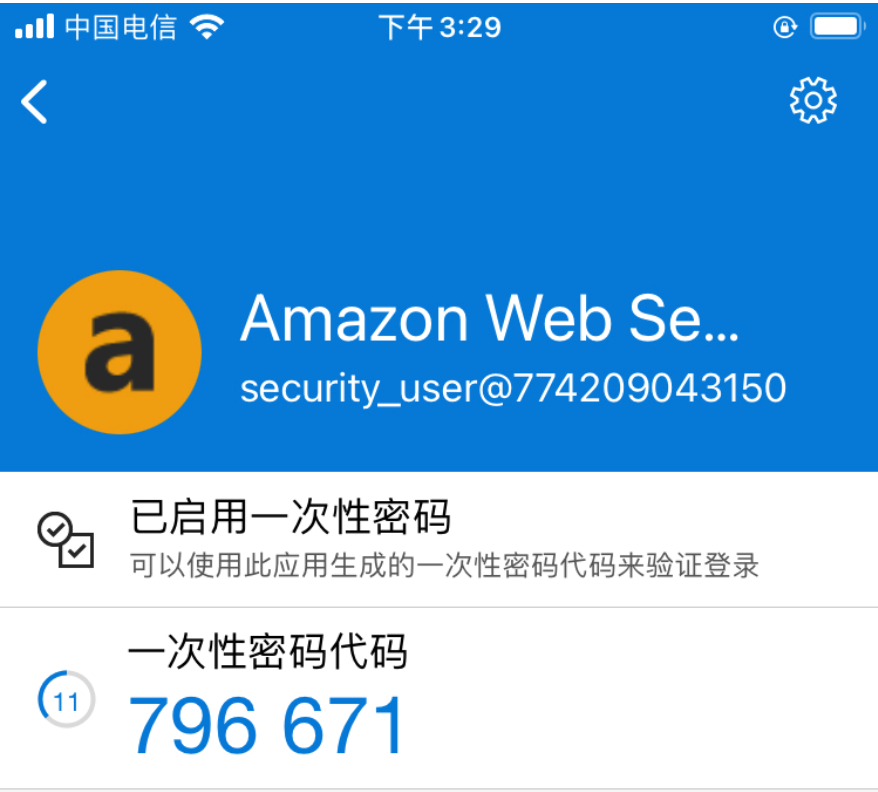 中国电信
下午3:29
a
Amazon Web Se...
security_user@774209043150
已启用一次性密码
可以使用此应用生成的一次性密码代码来验证登录
一次性密码代码
11
796 671